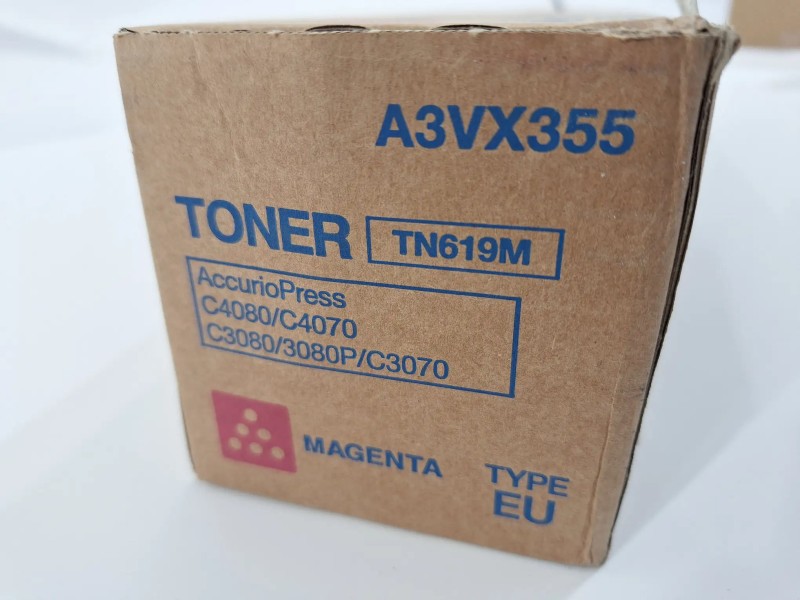 A3VX355
TONER TN619M
AccurioPress
C4080/C4070
C3080/3080P/C3070
MAGENTA
TYPE
EU